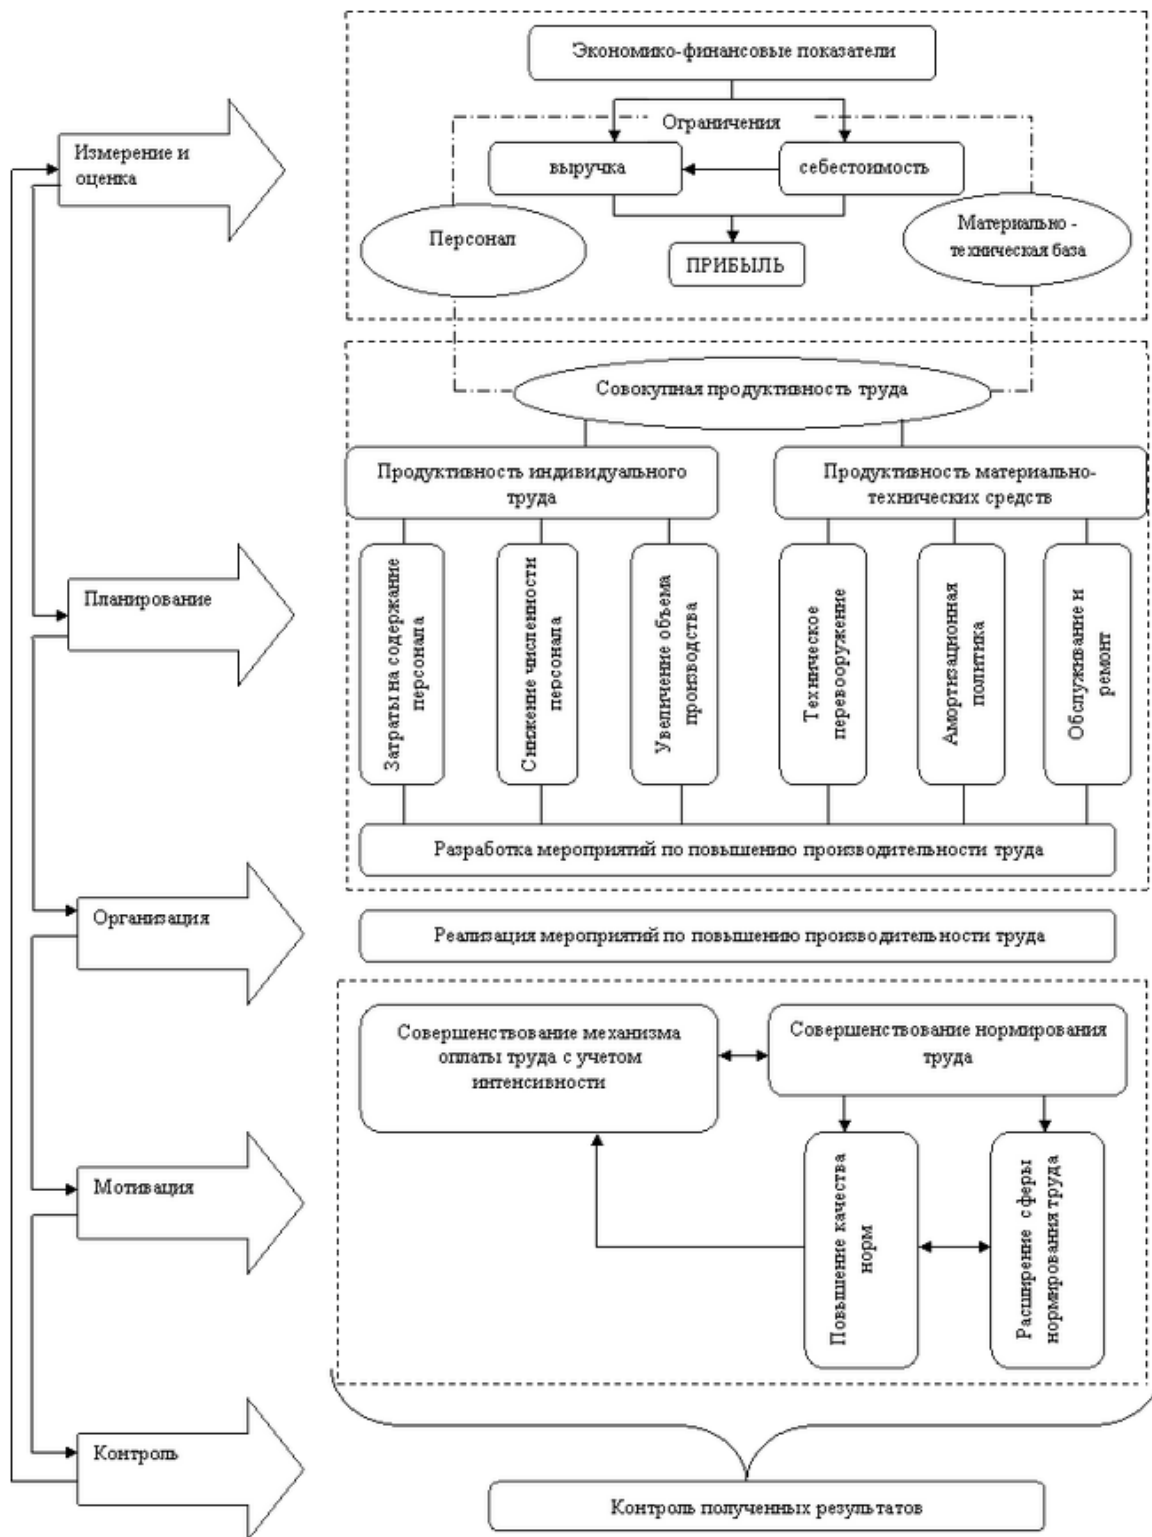 Экономико-финансовые показатели
Ограничения
Измерение и
оценка
выручка
себестоимость
Персонал
Материально -
техническая база
ПРИБЫЛЬ
Совокупная продуктивность труда
Продуктивность индивидуального
труда
Продуктивность материально-
технических средств
Планирование
Затраты на содержание
персонала
Снижение численности
персонала
Увеличение объема
производства
Техническое
перевооружение
Амортизационная
политика
Обслуживание и
ремонт
Разработка мероприятий по повышению производительности труда
Организация
Реализация мероприятий по повышению производительности труда
Совершенствование механизма
оплаты труда с учетом
интенсивности
Совершенствование нормирования
труда
Мотивация
Повышение качества
норм
Расширение сферы
нормирования труда
Контроль
Контроль полученных результатов